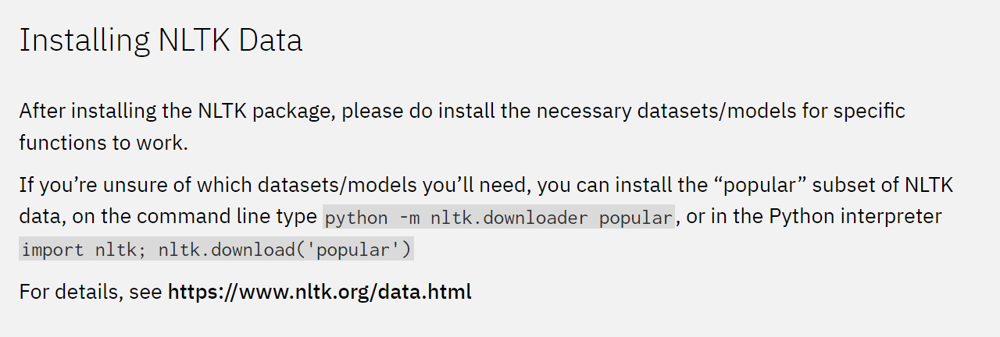 Installing NLTK Data
After installing the NLTK package, please do install the necessary datasets/models for specific
functions to work.
If you’re unsure of which datasets/models you’ll need, you can install the “popular” subset of NLTK
data, on the command line type python -m nltk.downloader popular, or in the Python interpreter
import nltk; nltk.download('popular')
For details, see https://www.nltk.org/data.html